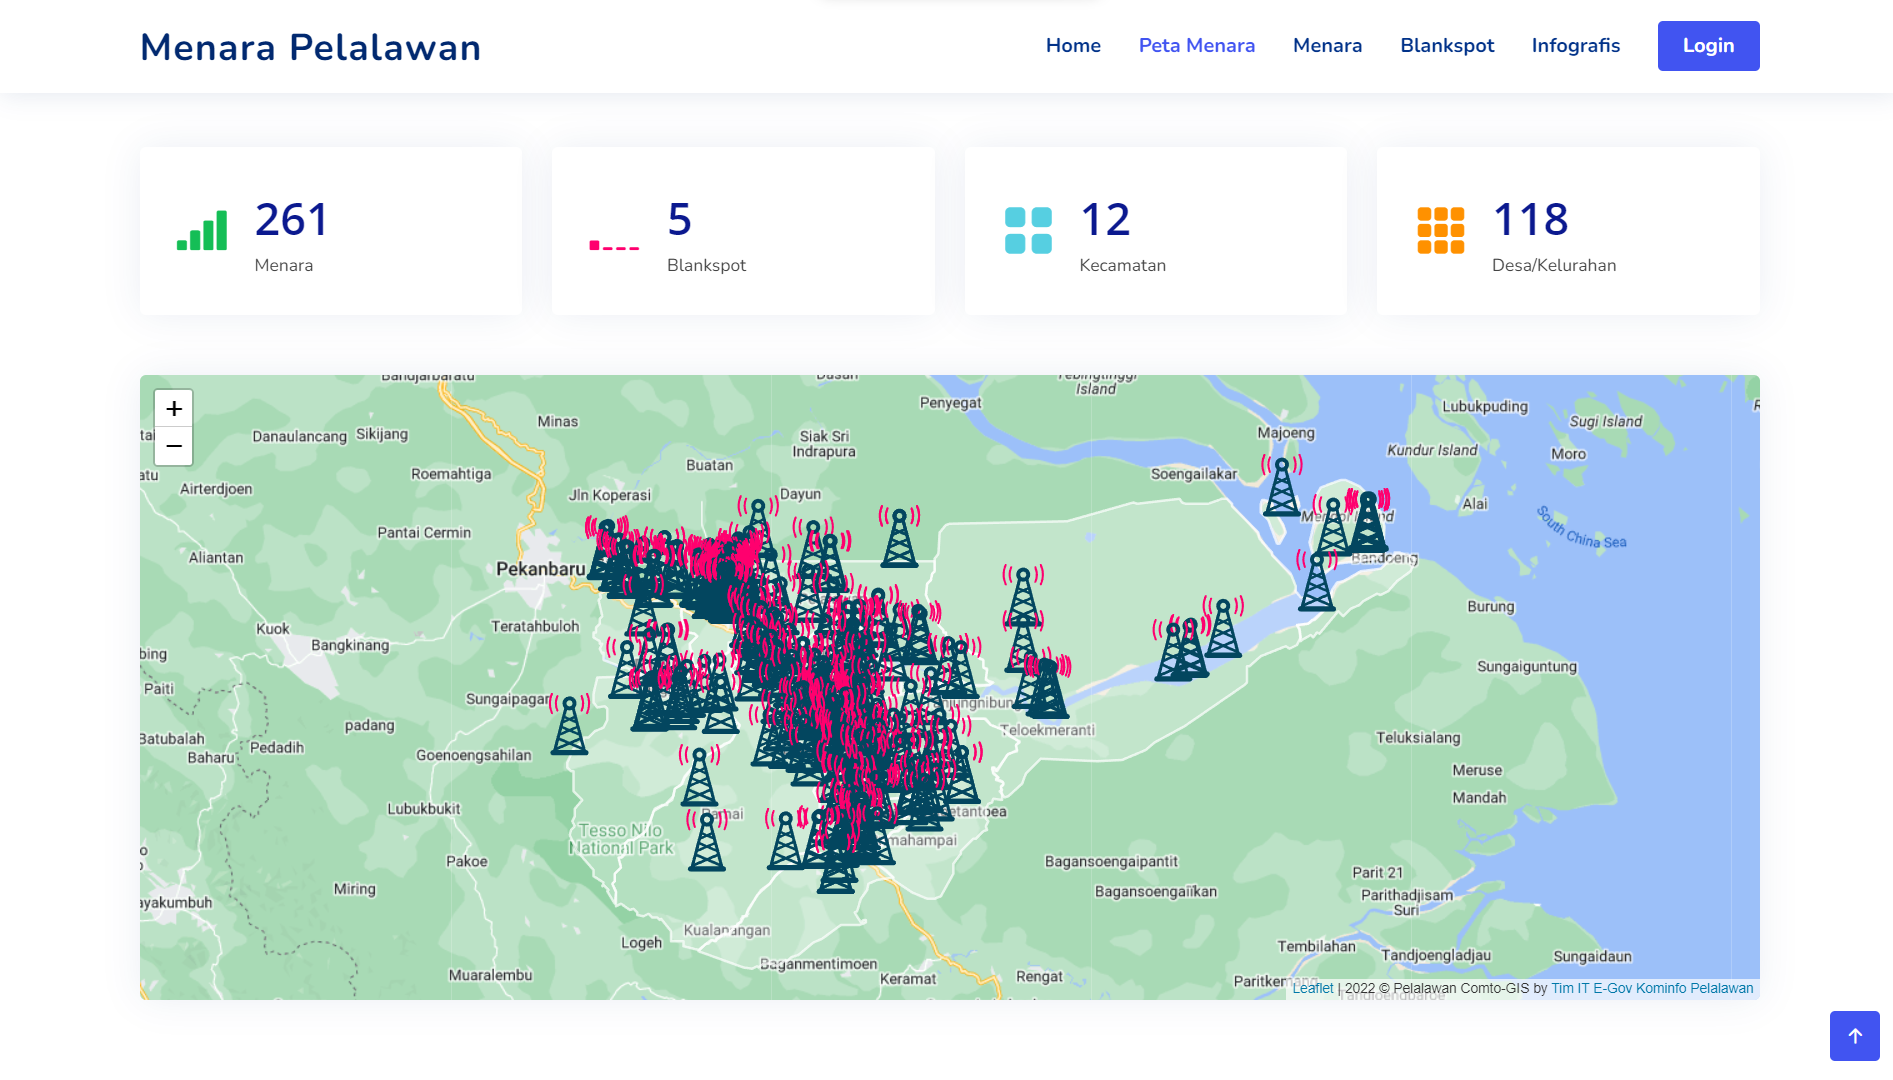 Menara Pelalawan
Home
Peta Menara
Menara
Blankspot
Infografis
Login
261
Menara
5
Blankspot
12
Kecamatan
118
Desa/Kelurahan
+
−
Bandjarbaratu
Minas
Danaulancang
Sikijang
Roemahtiga
Airterdjoen
Jln Koperasi
Buatan
Siak Sri
Indrapura
Dayun
Penyegat
Island
Soengailakar
Majoeng
Lubukpuding
Sugi Island
Kundur Island
Moro
Alai
South China Sea
Bandoeng
Burung
Sungaiguntung
Pantai Cermin
Aliantan
Pekanbaru
Teratahbuloh
Kuok
Bangkinang
bing
Paiti
Sungaipagar
padang
Batubalah
Baharu
Pedadih
Goenoengsahilan
Lubukbukit
Tesso Nilo
National Park
Pakoe
Miring
ayakumbuh
Logeh
Kualanangan
Muaralembu
Baganmentimoen
Keramat
Rengat
Teloekmeranti
Teluksialang
Meruse
Mandah
Bagansoengaipantit
Bagansoengaiïkan
Parit 21
Parithadjisam
Suri
Tembilahan
Tandjoengladjau
Sungaidaun
Leaflet | 2022 © Pelalawan Comto-GIS by Tim IT E-Gov Kominfo Pelalawan